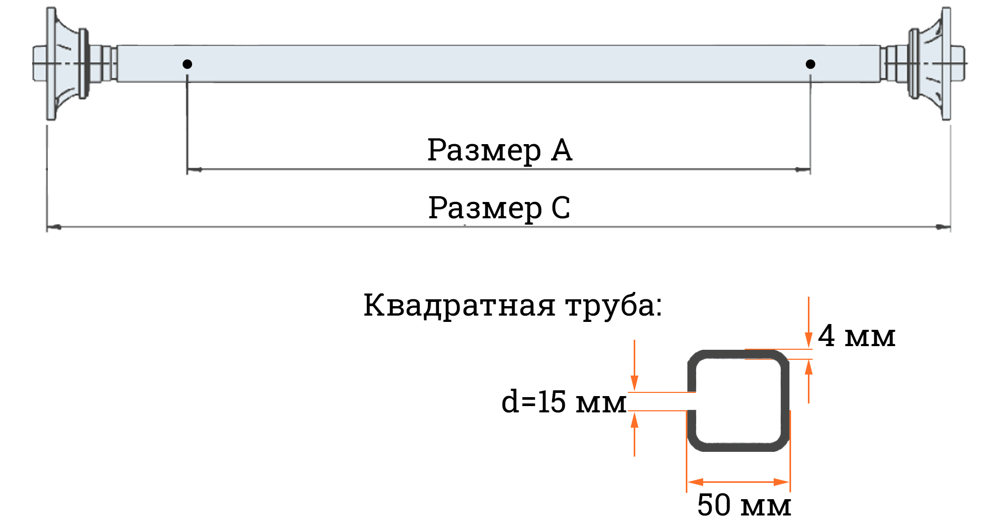 Размер А
Размер С
Квадратная труба:
4 мм
d=15 мм
50 мм